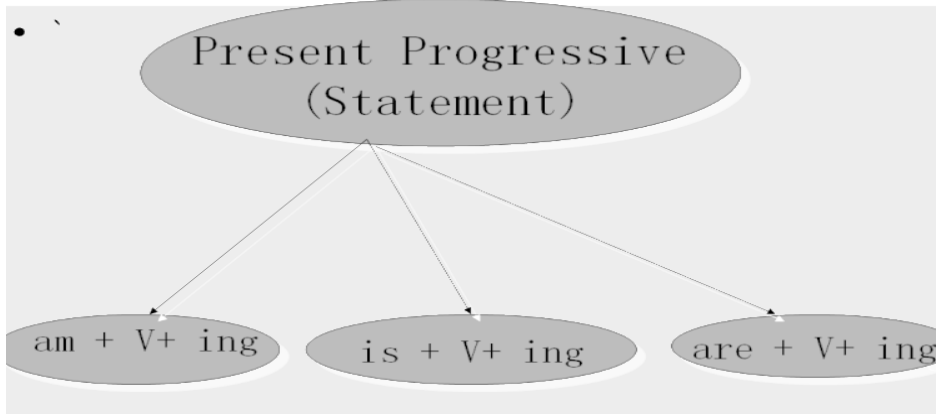 Present Progressive
(Statement)
am + V+ ing
is + V+ ing
are + V+ ing